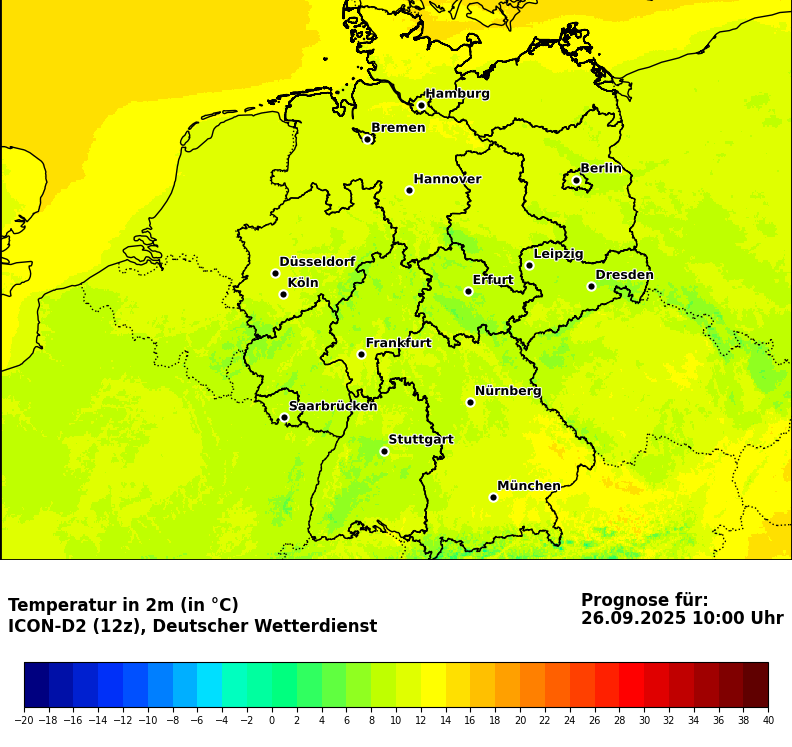 Hamburg
Bremen
Berlin
Hannover
Leipzig
Düsseldorf
Dresden
Köln
Erfurt
Frankfurt
Nürnberg
Saarbrücken
Stuttgart
München
Temperatur in 2m (in °C)
ICON-D2 (12z), Deutscher Wetterdienst
Prognose für:
26.09.2025 10:00 Uhr
−20 −18 −16 −14 −12 −10 −8 −6 −4 −2 0 2 4 6 8 10 12 14 16 18 20 22 24 26 28 30 32 34 36 38 40